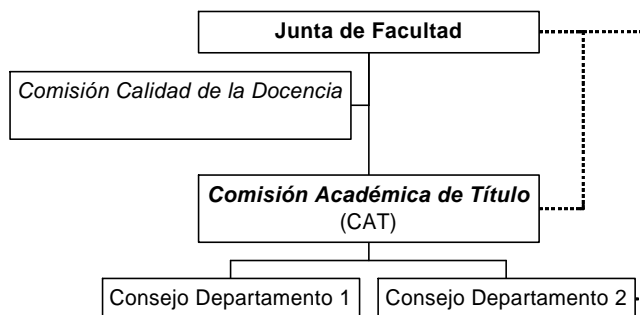 Junta de Facultad
Comisión Calidad de la Docencia
Comisión Académica de Título
(CAT)
Consejo Departamento 1
Consejo Departamento 2